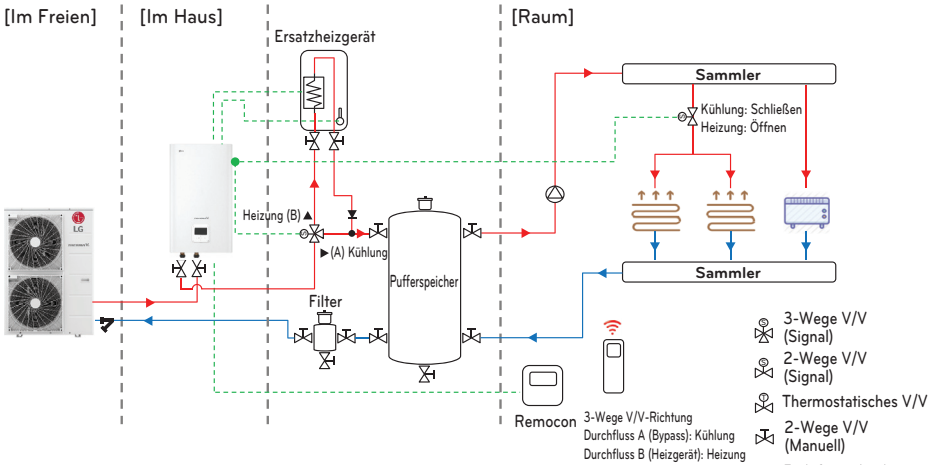 [Im Freien]
[Im Haus]
[Raum]
Ersatzheizgerät
Sammler
Kühlung: Schließen
Heizung: Öffnen
LG
Heizung (B) ▲
▶(A) Kühlung
Pufferspeicher
Filter
Sammler
Remocon
3-Wege V/V-Richtung
Durchfluss A (Bypass): Kühlung
Durchfluss B (Heizgerät): Heizung
S
3-Wege V/V
(Signal)
S
2-Wege V/V
(Signal)
T
Thermostatisches V/V
2-Wege V/V
(Manuell)